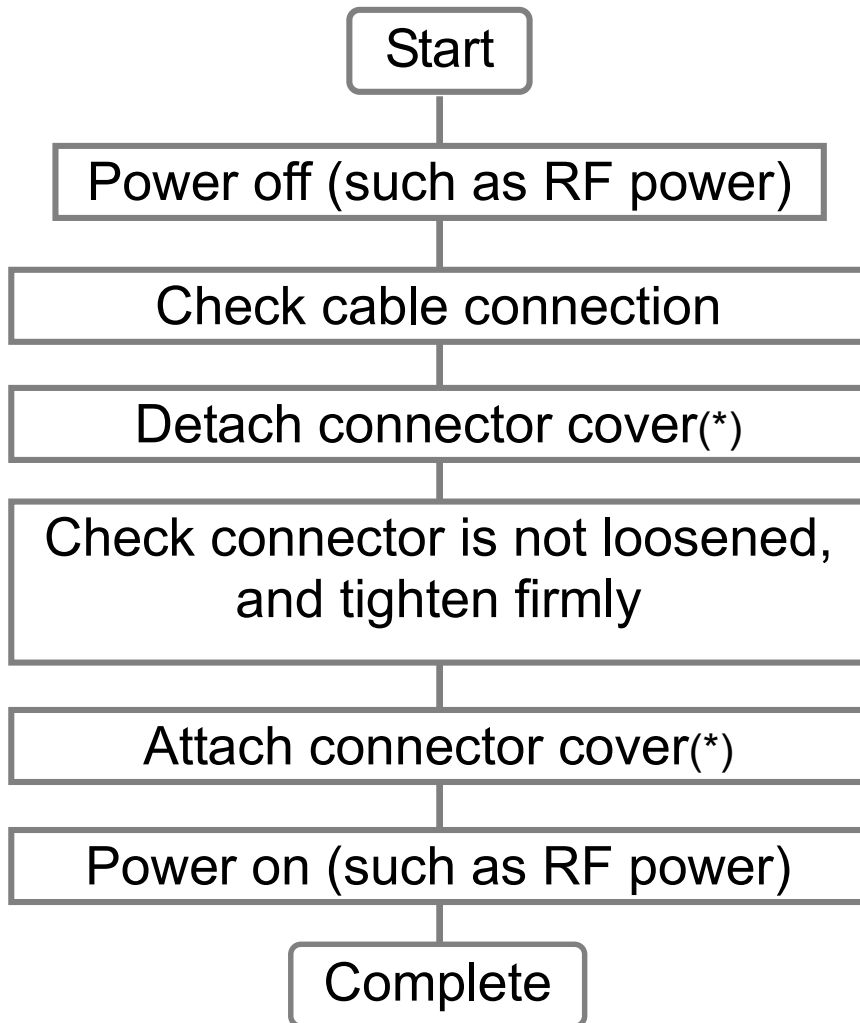 Start
Power off (such as RF power)
Check cable connection
Detach connector cover(*)
Check connector is not loosened,
and tighten firmly
Attach connector cover(*)
Power on (such as RF power)
Complete